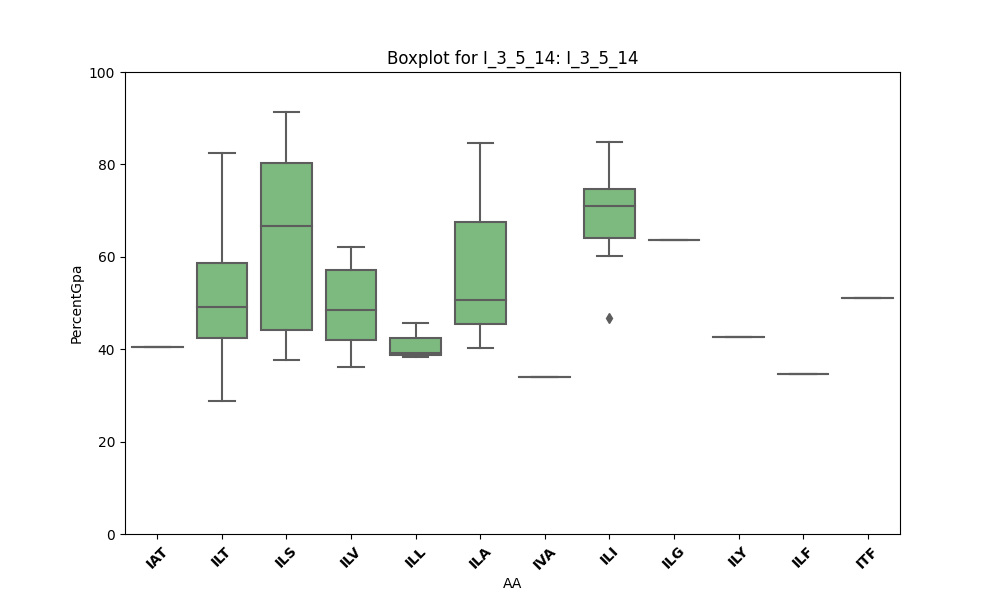 Boxplot for I_3_5_14: I_3_5_14
100
80
60
40
20
0
PercentGpa
IAT
ILT
ILS
ILV
ILL
ILA
IVA
ILI
ILG
ILY
ILF
ITF
AA